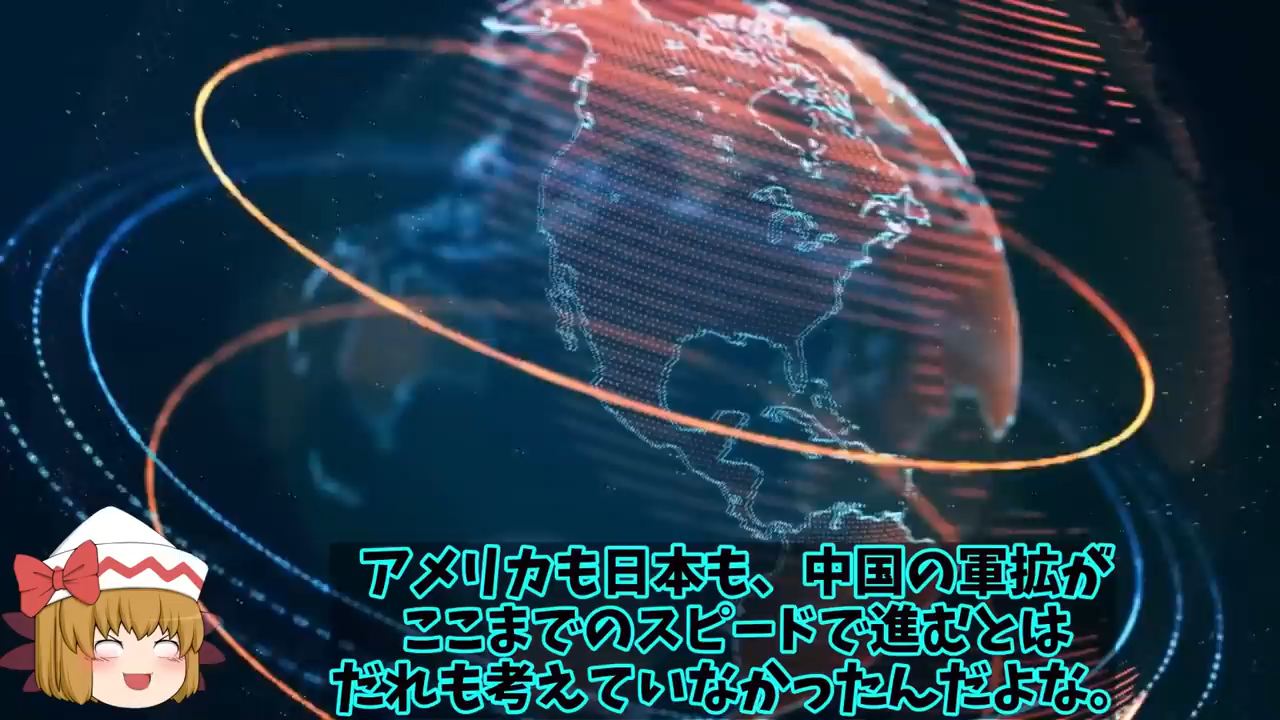 アメリカも日本も、中国の軍拡が
ここまでのスピードで進むとは
だれも考えていなかったんだよな。